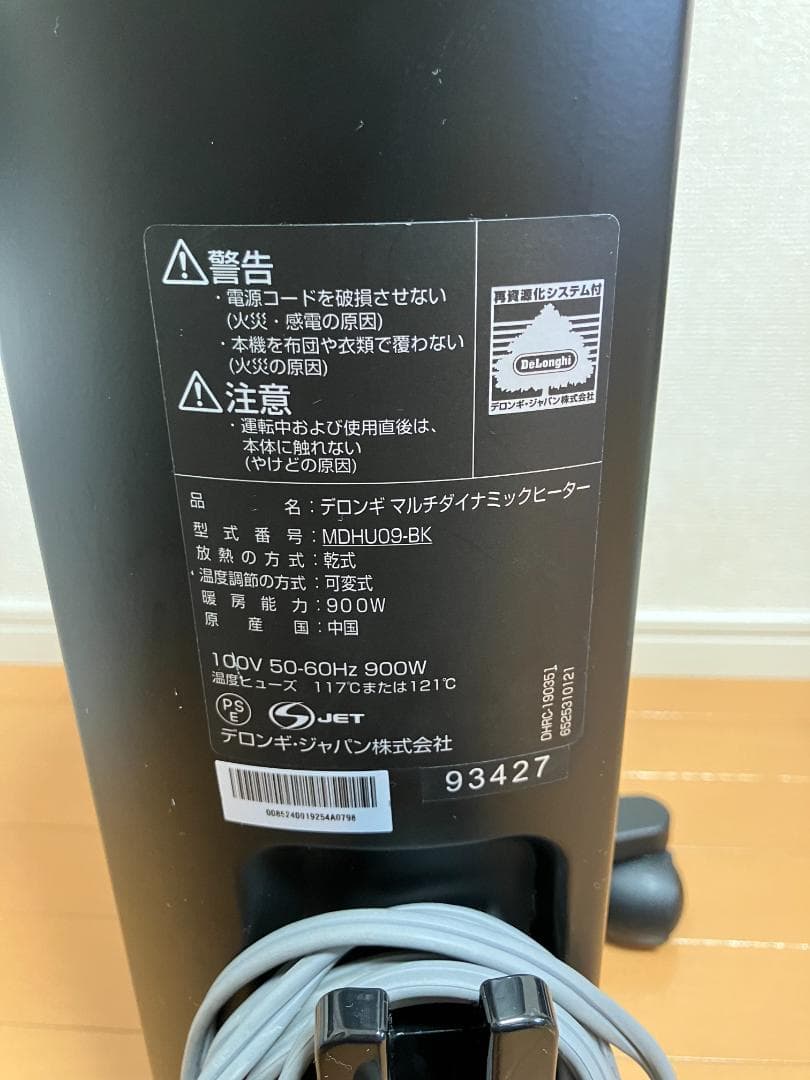 警告
・電源コードを破損させない
(火災・感電の原因)
・本機を布団や衣類で覆わない
(火災の原因)
注意
・運転中および使用直後は、
本体に触れない
(やけどの原因)
再資源化システム付
DeLonghi
デロンギ・ジャパン株式会社
品名:デロンギ マルチダイナミックヒーター
型式番号:MDHU09-BK
放熱の方式:乾式
温度調節の方式:可変式
暖房能力:900W
原産国:中国
100V 50-60Hz 900W
温度ヒューズ 117℃または121℃
PS
E
JET
デロンギ・ジャパン株式会社
DHRC-190351
6525310121
93427
0085240019254A0798